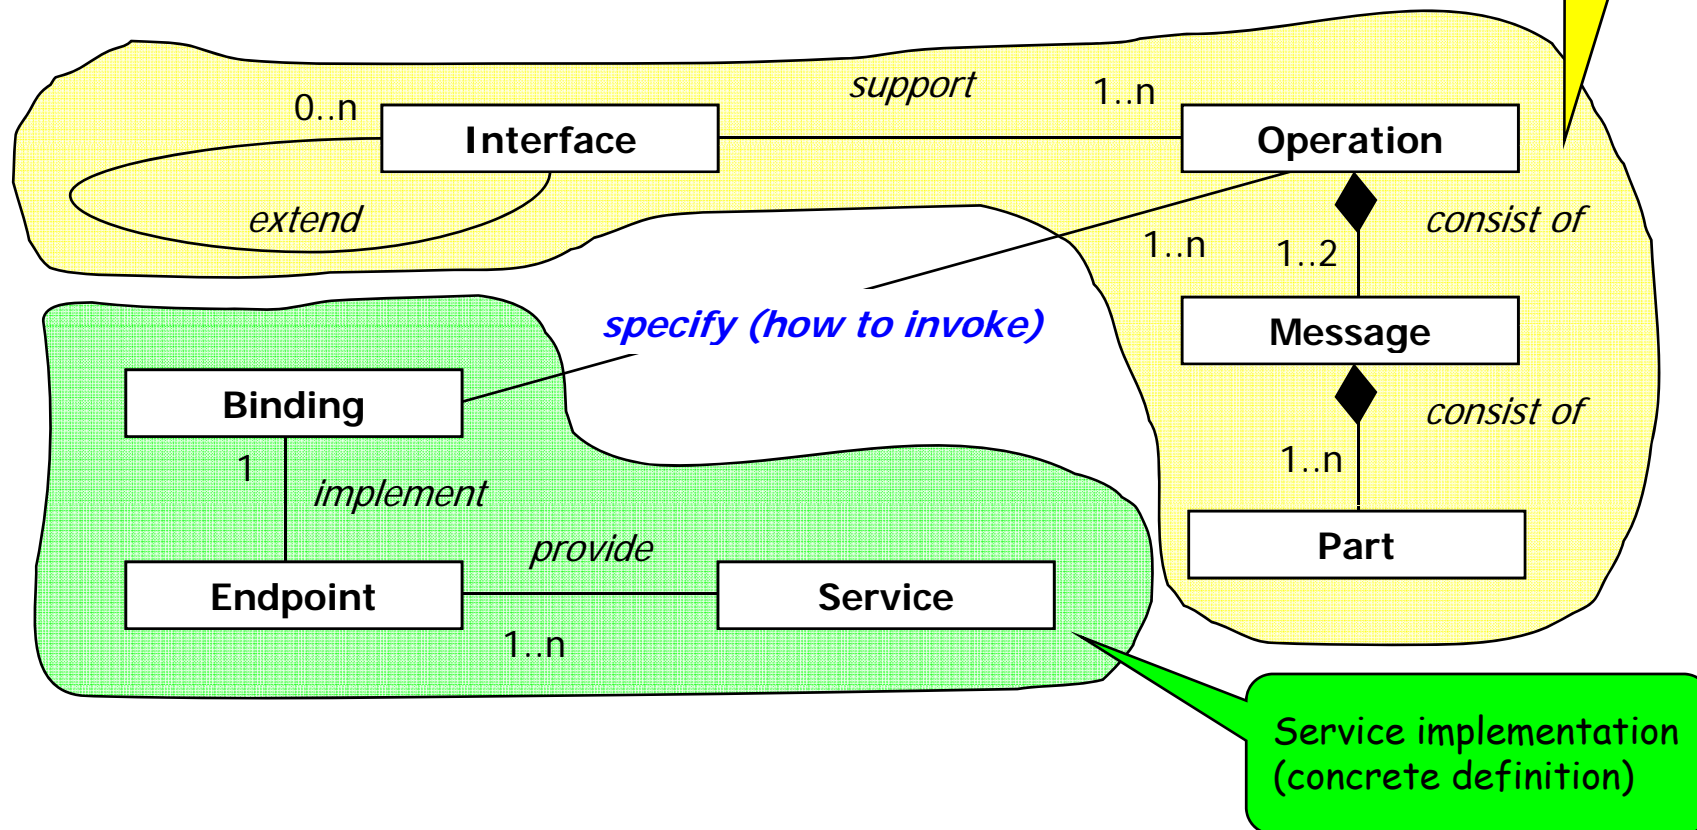 support
0..n
1..n
Interface
Operation
extend
consist of
1..n
1..2
specify (how to invoke)
Message
Binding
consist of
1
1..n
implement
provide
Part
Endpoint
Service
1..n
Service implementation
(concrete definition)